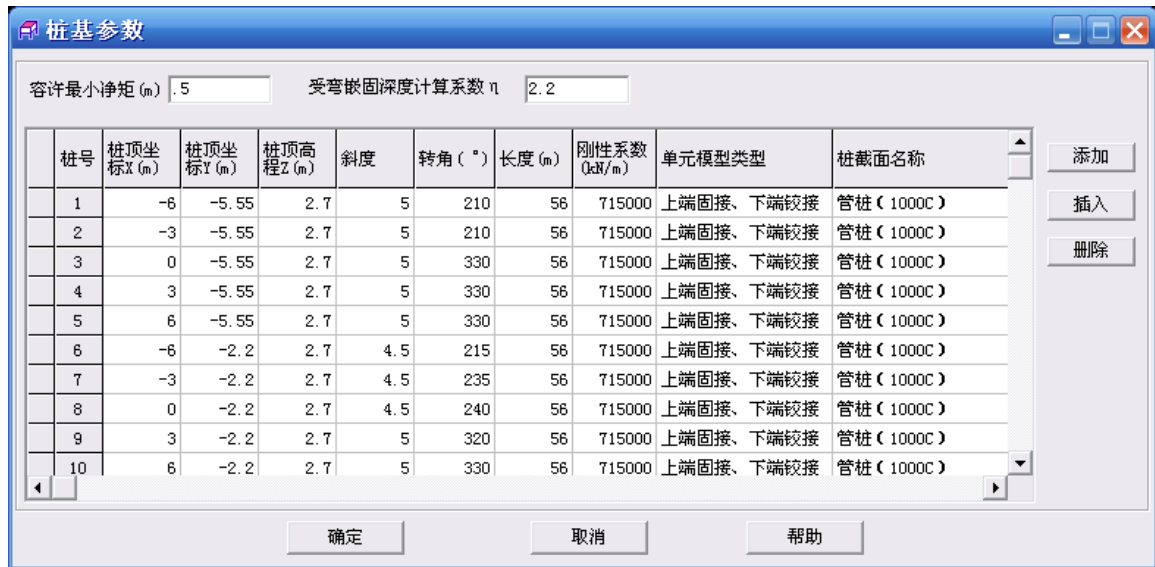 桩基参数
容许最小诤矩(m) .5 受弯嵌固深度计算系数η 2.2
桩号 桩顶坐标X(m) 桩顶坐标Y(m) 桩顶高程Z(m) 斜度 转角(°) 长度(m) 刚性系数(kN/m) 单元模型类型 桩截面名称 添加
1 -6 -5.55 2.7 5 210 56 715000 上端固接、下端铰接 管桩(1000C) 插入
2 -3 -5.55 2.7 5 210 56 715000 上端固接、下端铰接 管桩(1000C)
3 0 -5.55 2.7 5 330 56 715000 上端固接、下端铰接 管桩(1000C) 删除
4 3 -5.55 2.7 5 330 56 715000 上端固接、下端铰接 管桩(1000C)
5 6 -5.55 2.7 5 330 56 715000 上端固接、下端铰接 管桩(1000C)
6 -6 -2.2 2.7 4.5 215 56 715000 上端固接、下端铰接 管桩(1000C)
7 -3 -2.2 2.7 4.5 235 56 715000 上端固接、下端铰接 管桩(1000C)
8 0 -2.2 2.7 4.5 240 56 715000 上端固接、下端铰接 管桩(1000C)
9 3 -2.2 2.7 5 320 56 715000 上端固接、下端铰接 管桩(1000C)
10 6 -2.2 2.7 5 330 56 715000 上端固接、下端铰接 管桩(1000C)
确定 取消 帮助